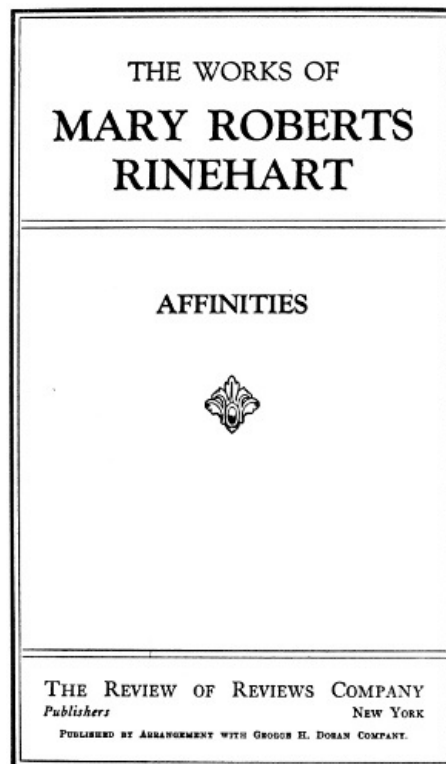 THE WORKS OF
MARY ROBERTS
RINEHART
AFFINITIES
THE REVIEW OF REVIEWS COMPANY
Publishers NEW YORK
PUBLISHED BY ARRANGEMENT WITH GEORGE H. DORAN COMPANY.